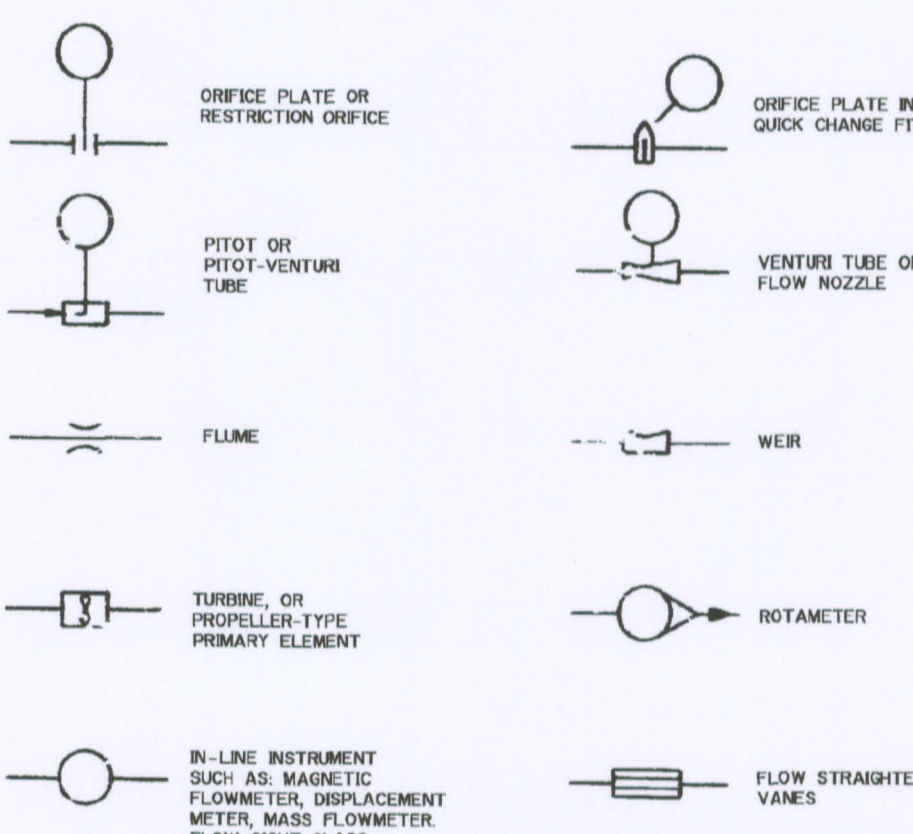 ORIFICE PLATE OR
RESTRICTION ORIFICE
ORIFICE PLATE IN
QUICK CHANGE
PITOT OR
PITOT-VENTURI
TUBE
VENTURI TUBE
FLOW NOZZLE
FLUME
WEIR
TURBINE, OR
PROPELLER-TYPE
PRIMARY ELEMENT
ROTAMETER
IN-LINE INSTRUMENT
SUCH AS: MAGNETIC
FLOWMETER, DISPLACEMENT
METER, MASS FLOWMETER.
FLOW
VANES